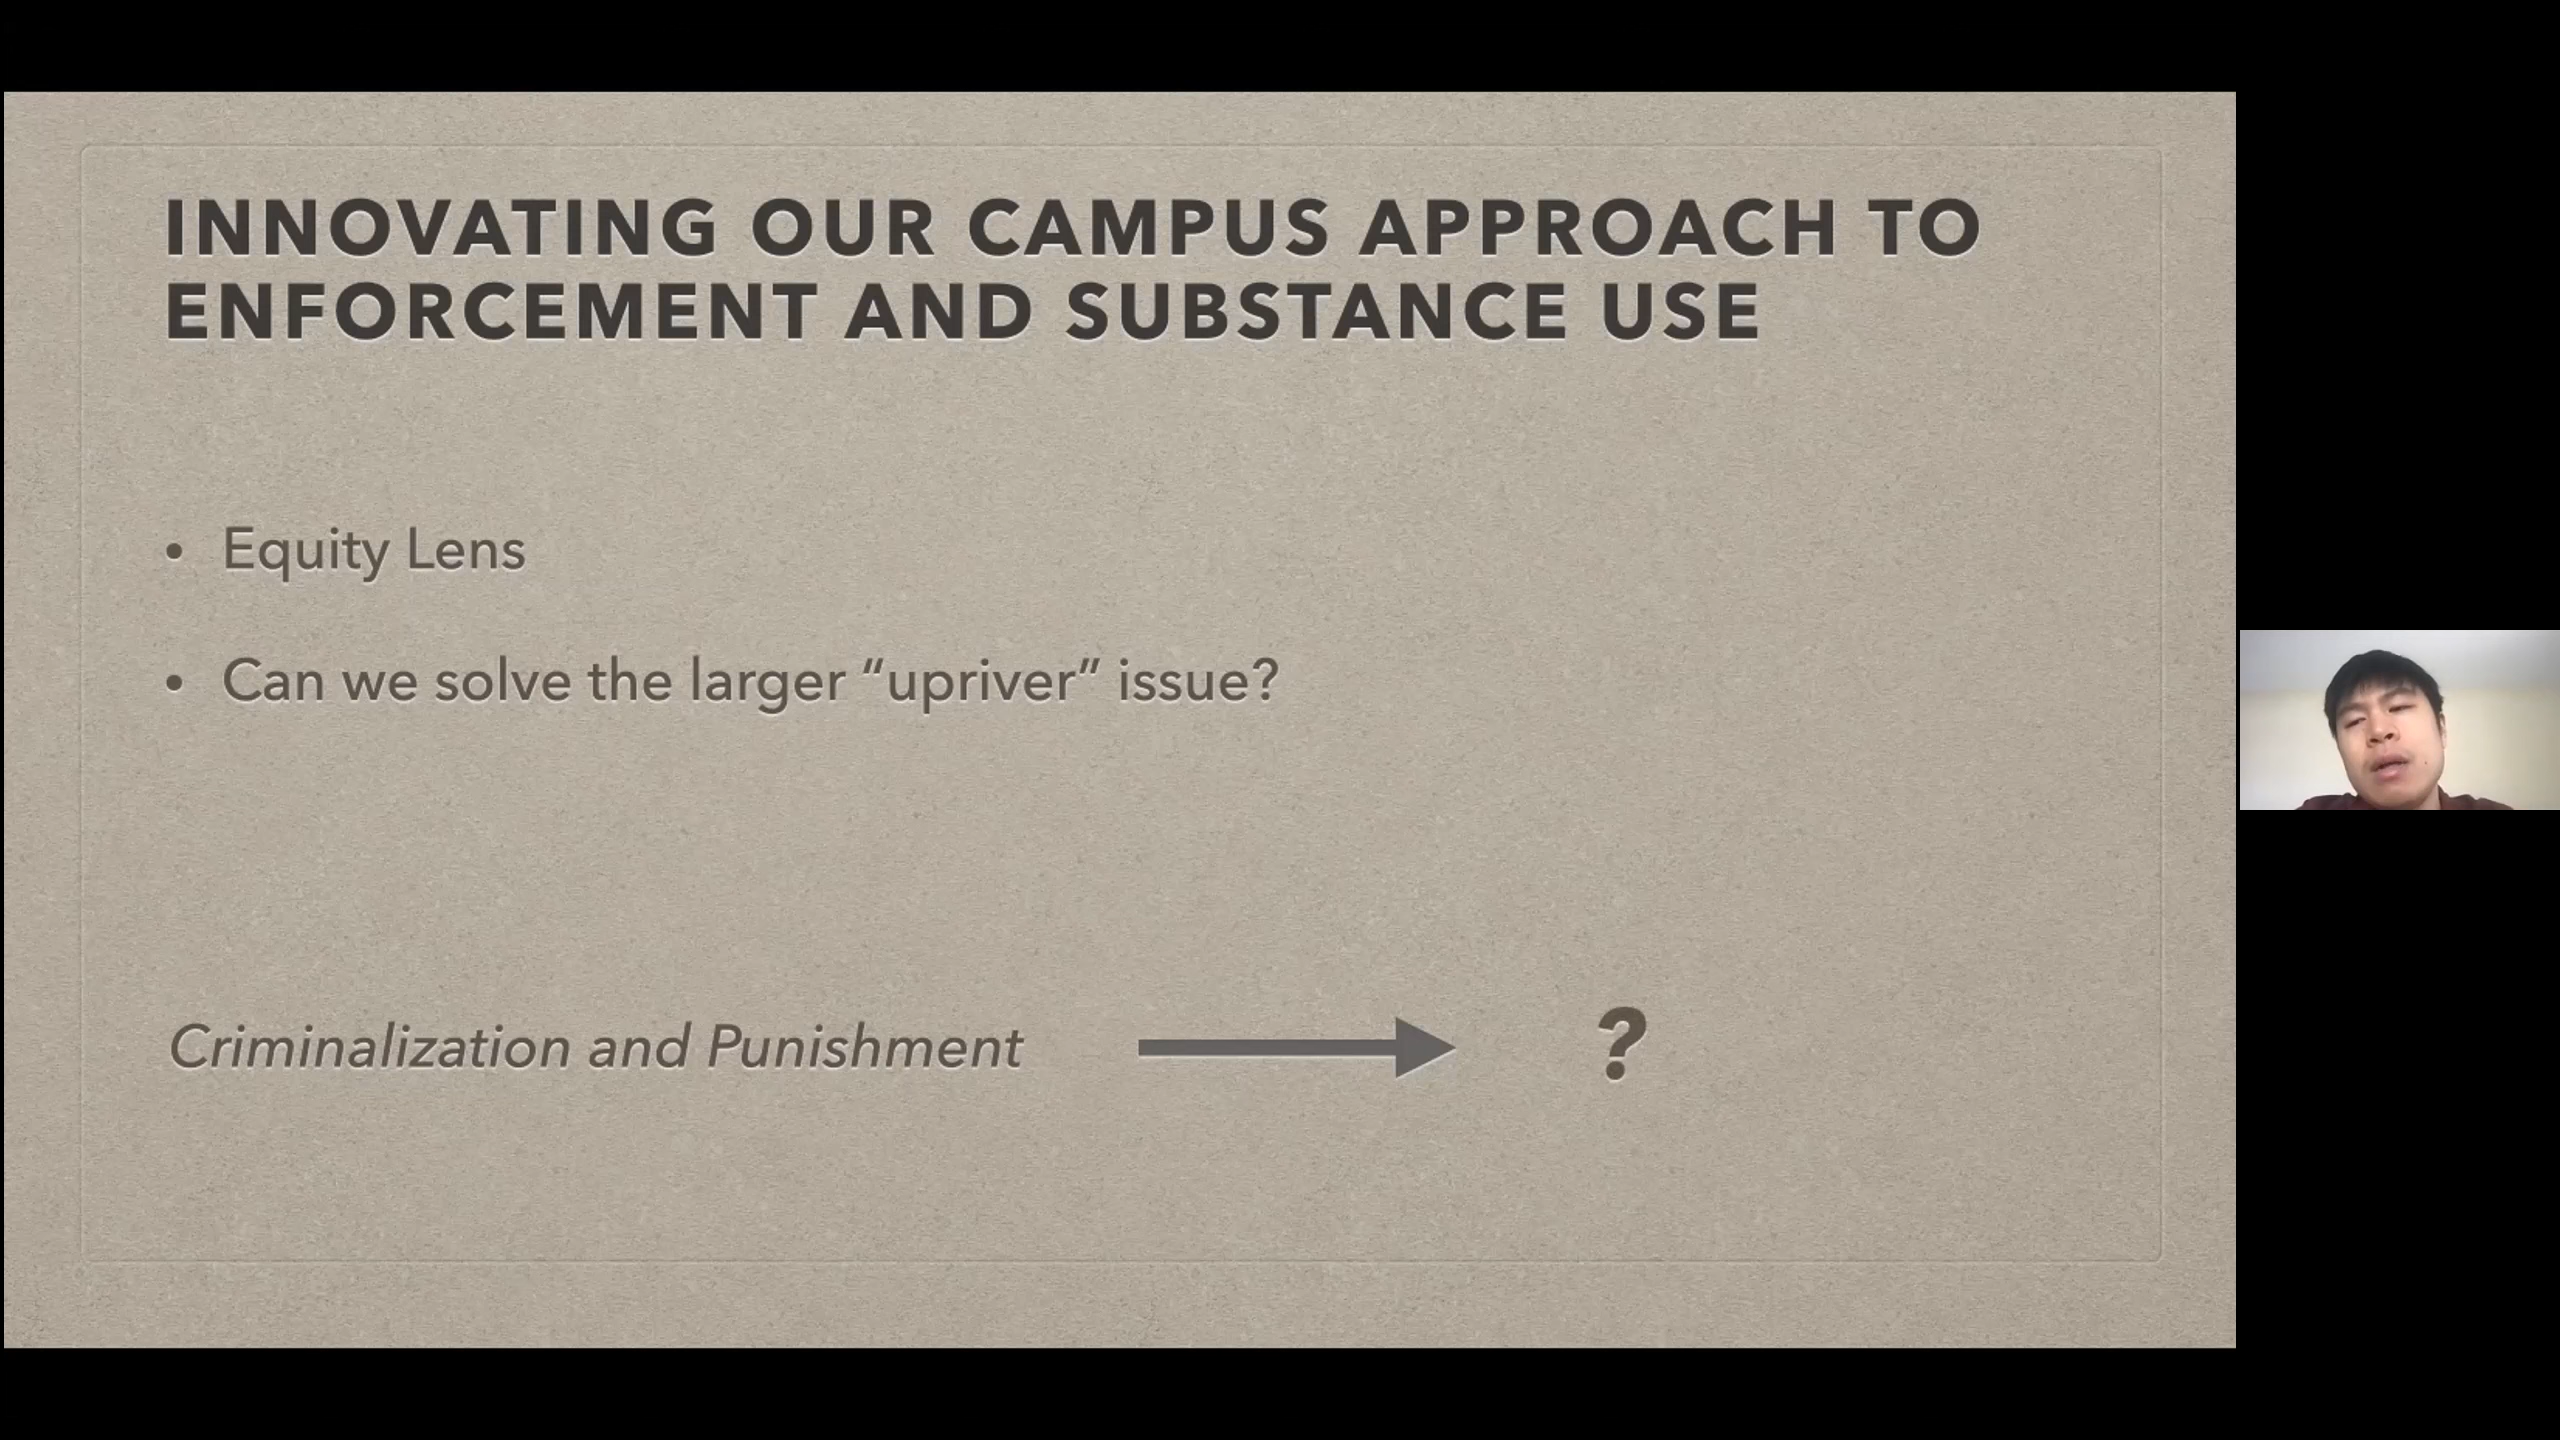 INNOVATING OUR CAMPUS APPROACH TO
ENFORCEMENT AND SUBSTANCE USE
• Equity Lens
• Can we solve the larger “upriver” issue?
Criminalization and Punishment ?